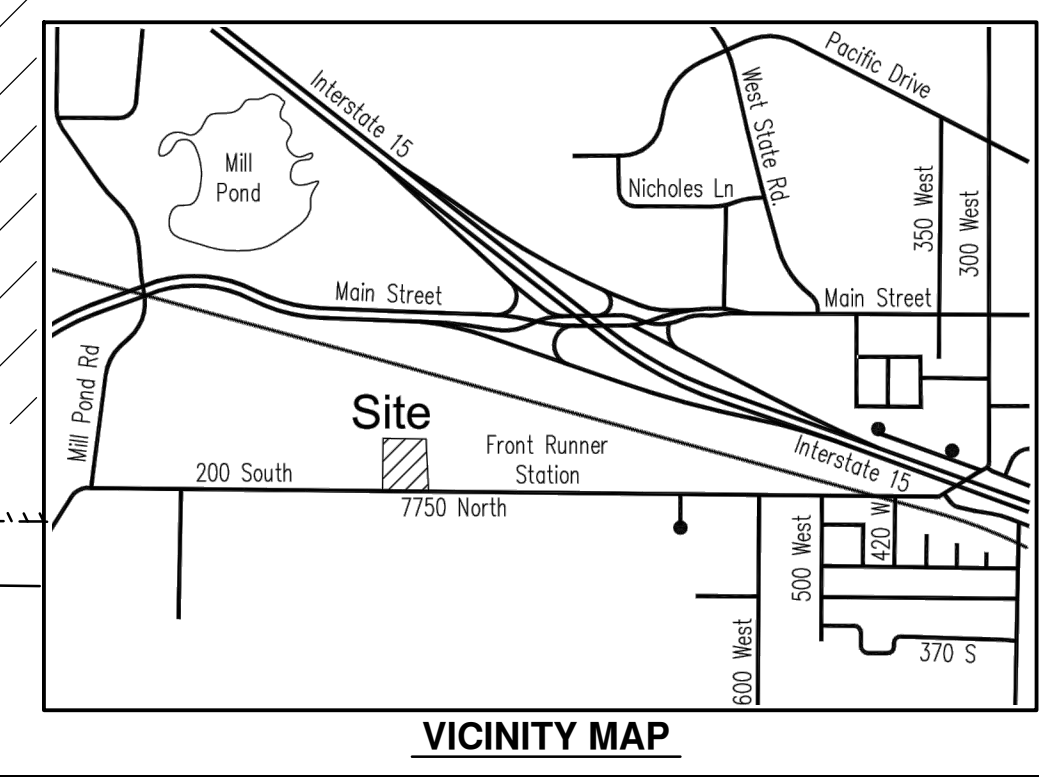 Pacific Drive
Interstate 15
West State Rd.
Mill
Pond
Nicholes Ln
350 West
300 West
Main Street
Main Street
Mill Pond Rd
Site
Front Runner
Station
Interstate 15
200 South
7750 North
420 W
500 West
600 West
370 S
VICINITY MAP